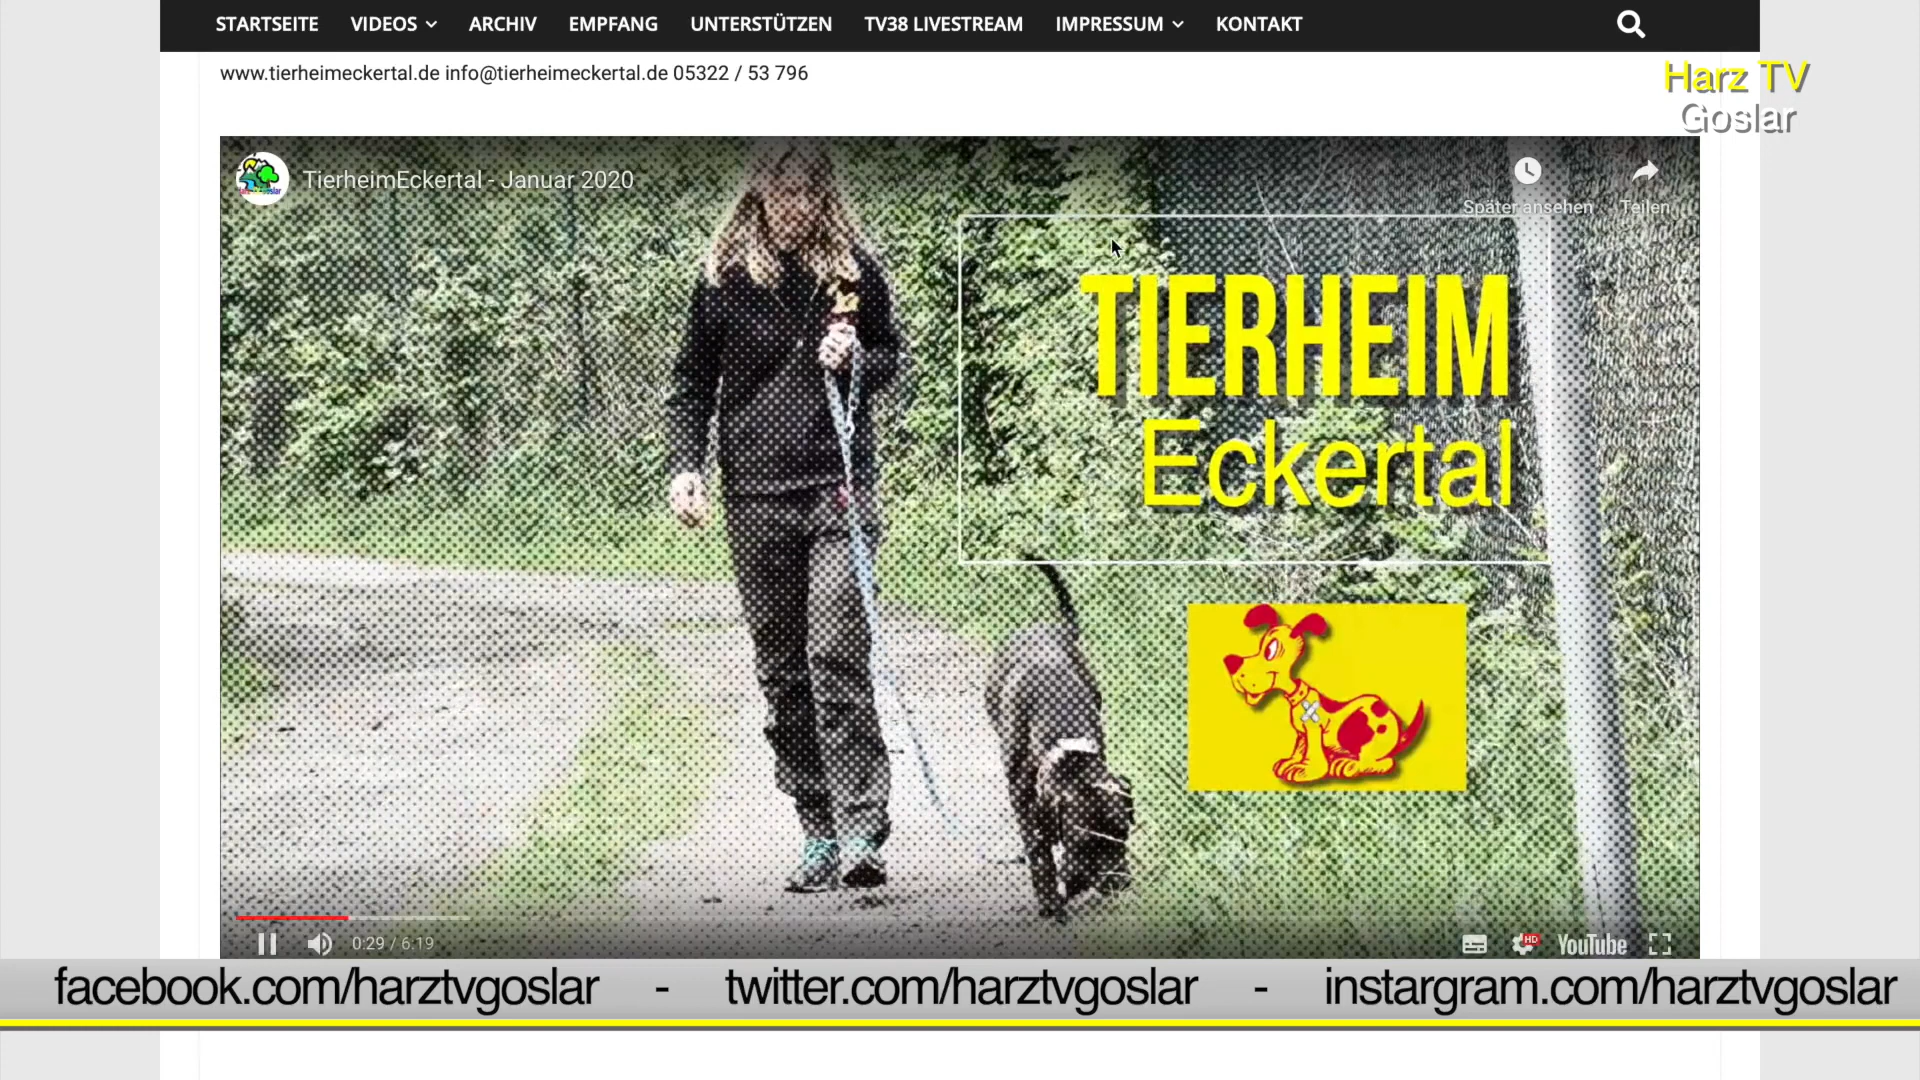 STARTSEITE VIDEOS ARCHIV EMPFANG UNTERSTÜTZEN TV38 LIVESTREAM IMPRESSUM KONTAKT
www.tierheimeckertal.de info@tierheimeckertal.de 05322 / 53 796
Harz TV
Goslar
TierheimEckertal - Januar 2020
Später ansehen Teilen
TIERHEIM
Eckertal
0:29 / 6:19
HD YouTube
facebook.com/harztvgoslar - twitter.com/harztvgoslar - instargram.com/harztvgoslar